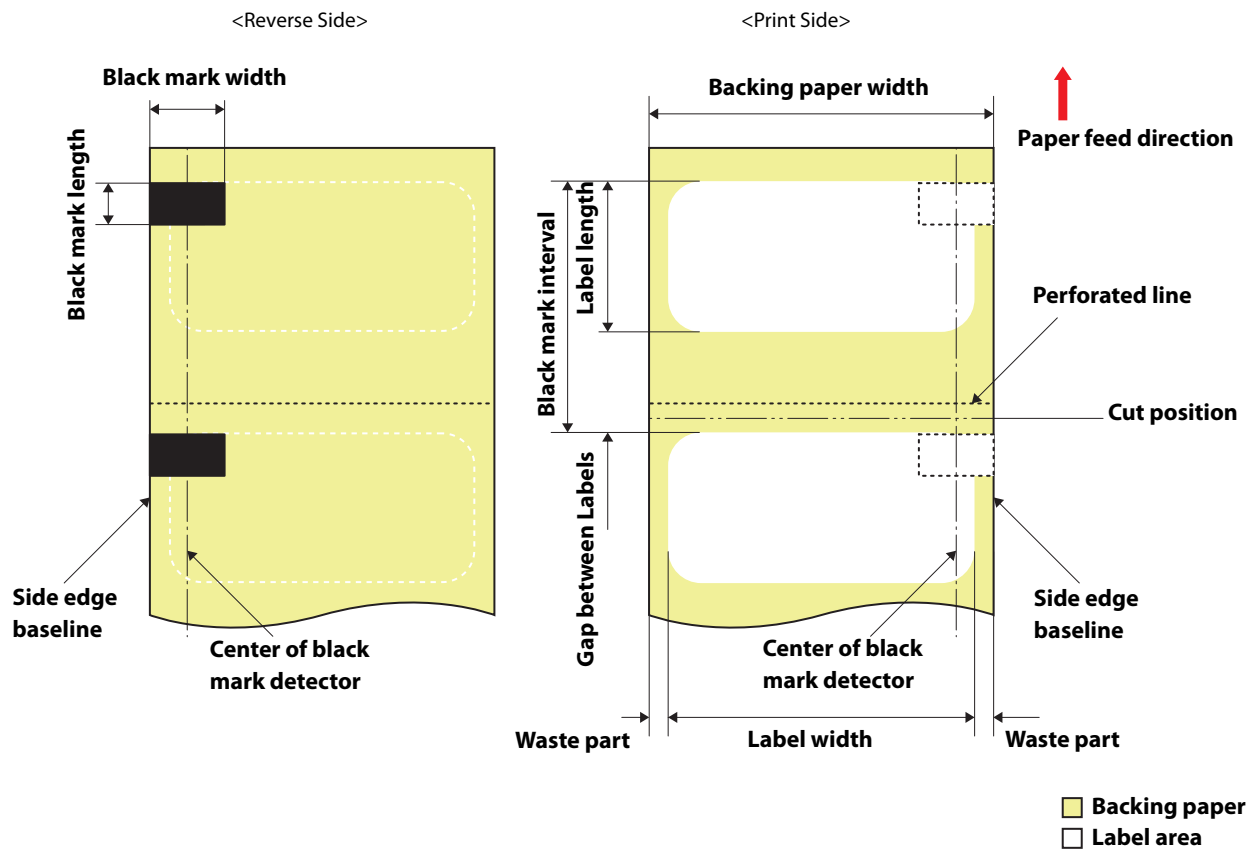 <Reverse Side>
<Print Side>
Black mark width
Backing paper width
Paper feed direction
Black mark length
Black mark interval
Label length
Perforated line
Cut position
Gap between Labels
Side edge
baseline
Center of black
mark detector
Center of black
mark detector
Side edge
baseline
Waste part
Label width
Waste part
Backing paper
Label area